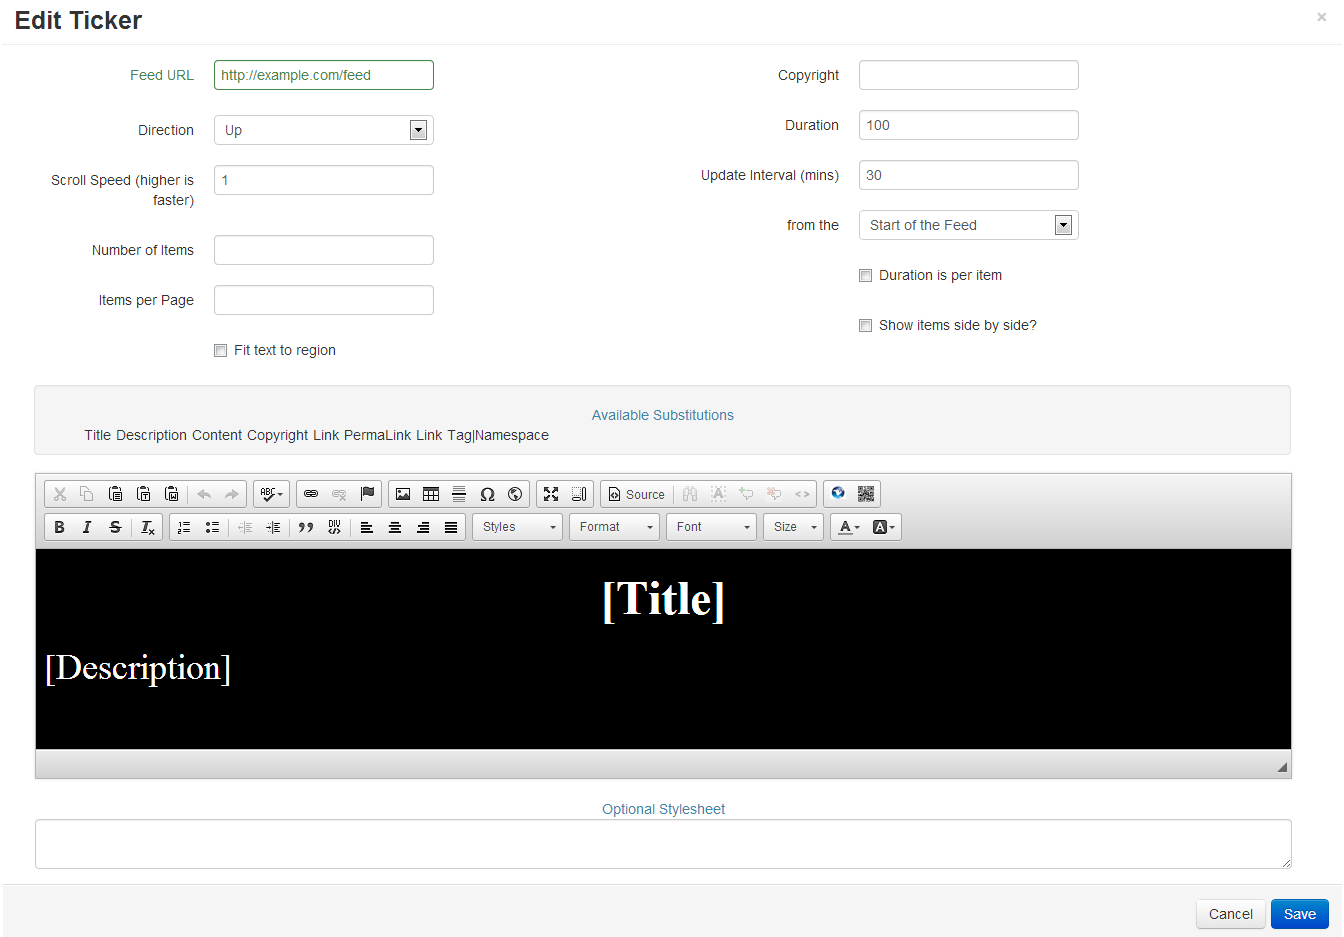 Edit Ticker
×
Feed URL
http://example.com/feed
Direction
Up
Scroll Speed (higher is
faster)
1
Number of Items
Items per Page
Fit text to region
Copyright
Duration
100
Update Interval (mins)
30
from the
Start of the Feed
Duration is per item
Show items side by side?
Available Substitutions
Title Description Content Copyright Link PermaLink Link Tag|Namespace
ABC
Ω
Source
A
<>
B I S Tx
DIV
Styles
Format
Font
Size
A
A
[Title]
[Description]
Optional Stylesheet
Cancel
Save